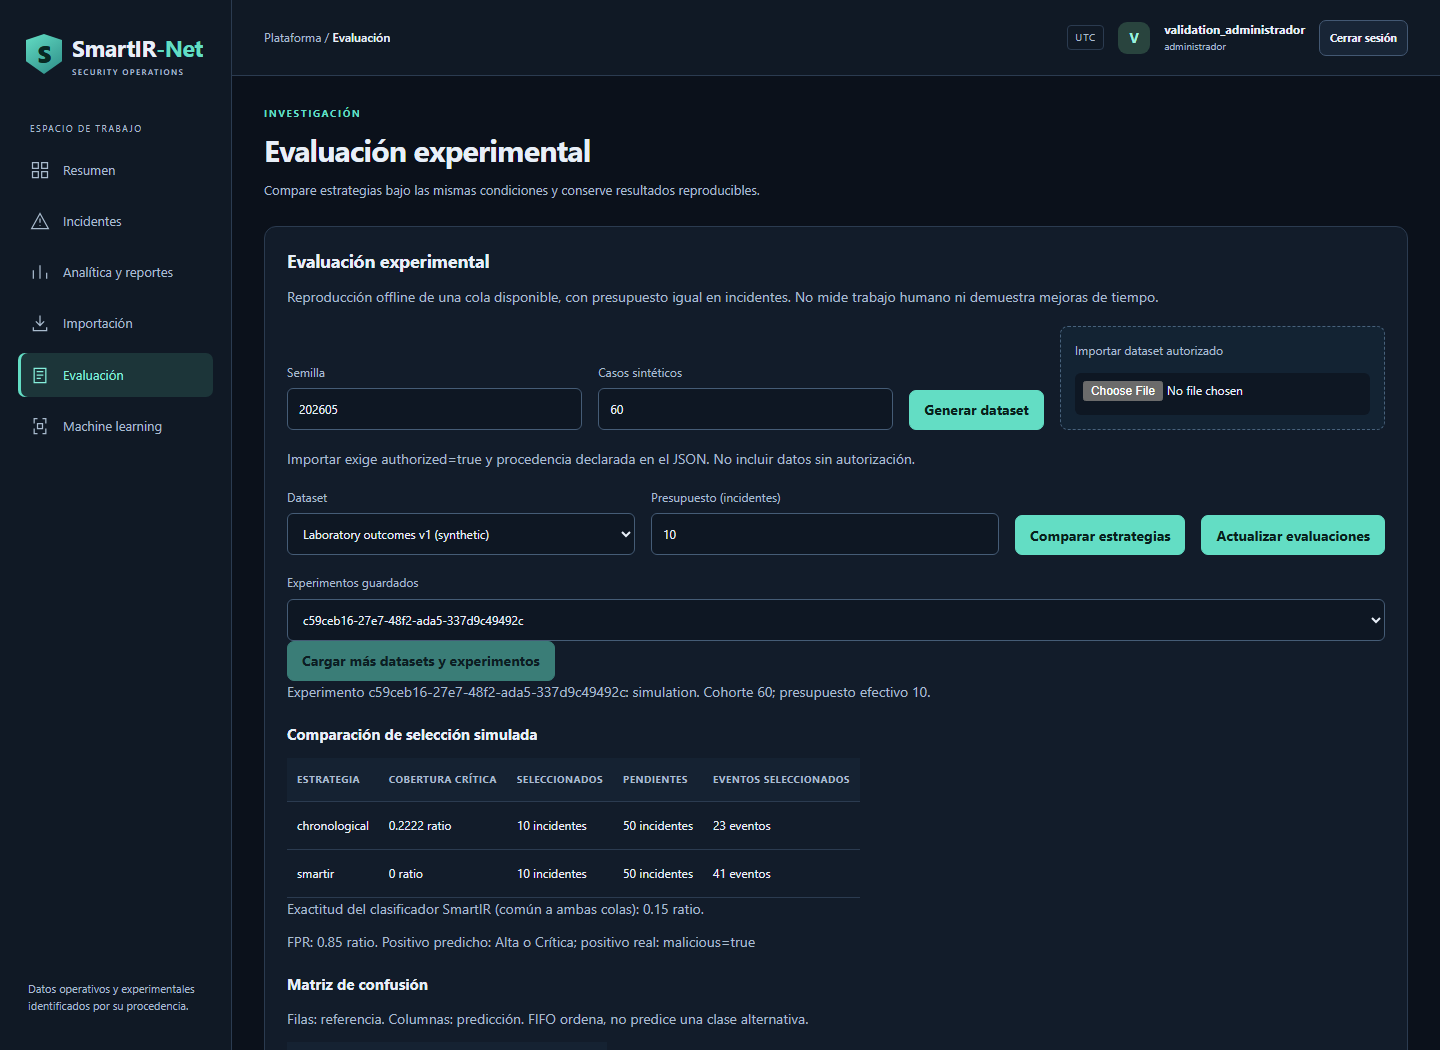 SmartIR-Net
SECURITY OPERATIONS
ESPACIO DE TRABAJO
Resumen
Incidentes
Analítica y reportes
Importación
Evaluación
Machine learning
Datos operativos y experimentales
identificados por su procedencia.
Plataforma / Evaluación
UTC
V
validation_administrador
administrador
Cerrar sesión
INVESTIGACIÓN
Evaluación experimental
Compare estrategias bajo las mismas condiciones y conserve resultados reproducibles.
Evaluación experimental
Reproducción offline de una cola disponible, con presupuesto igual en incidentes. No mide trabajo humano ni demuestra mejoras de tiempo.
Semilla
202605
Casos sintéticos
60
Generar dataset
Importar dataset autorizado
Choose File No file chosen
Importar exige authorized=true y procedencia declarada en el JSON. No incluir datos sin autorización.
Dataset
Laboratory outcomes v1 (synthetic)
Presupuesto (incidentes)
10
Comparar estrategias
Actualizar evaluaciones
Experimentos guardados
c59ceb16-27e7-48f2-ada5-337d9c49492c
Cargar más datasets y experimentos
Experimento c59ceb16-27e7-48f2-ada5-337d9c49492c: simulation. Cohorte 60; presupuesto efectivo 10.
Comparación de selección simulada
ESTRATEGIA COBERTURA CRÍTICA SELECCIONADOS PENDIENTES EVENTOS SELECCIONADOS
chronological 0.2222 ratio 10 incidentes 50 incidentes 23 eventos
smartir 0 ratio 10 incidentes 50 incidentes 41 eventos
Exactitud del clasificador SmartIR (común a ambas colas): 0.15 ratio.
FPR: 0.85 ratio. Positivo predicho: Alta o Crítica; positivo real: malicious=true
Matriz de confusión
Filas: referencia. Columnas: predicción. FIFO ordena, no predice una clase alternativa.